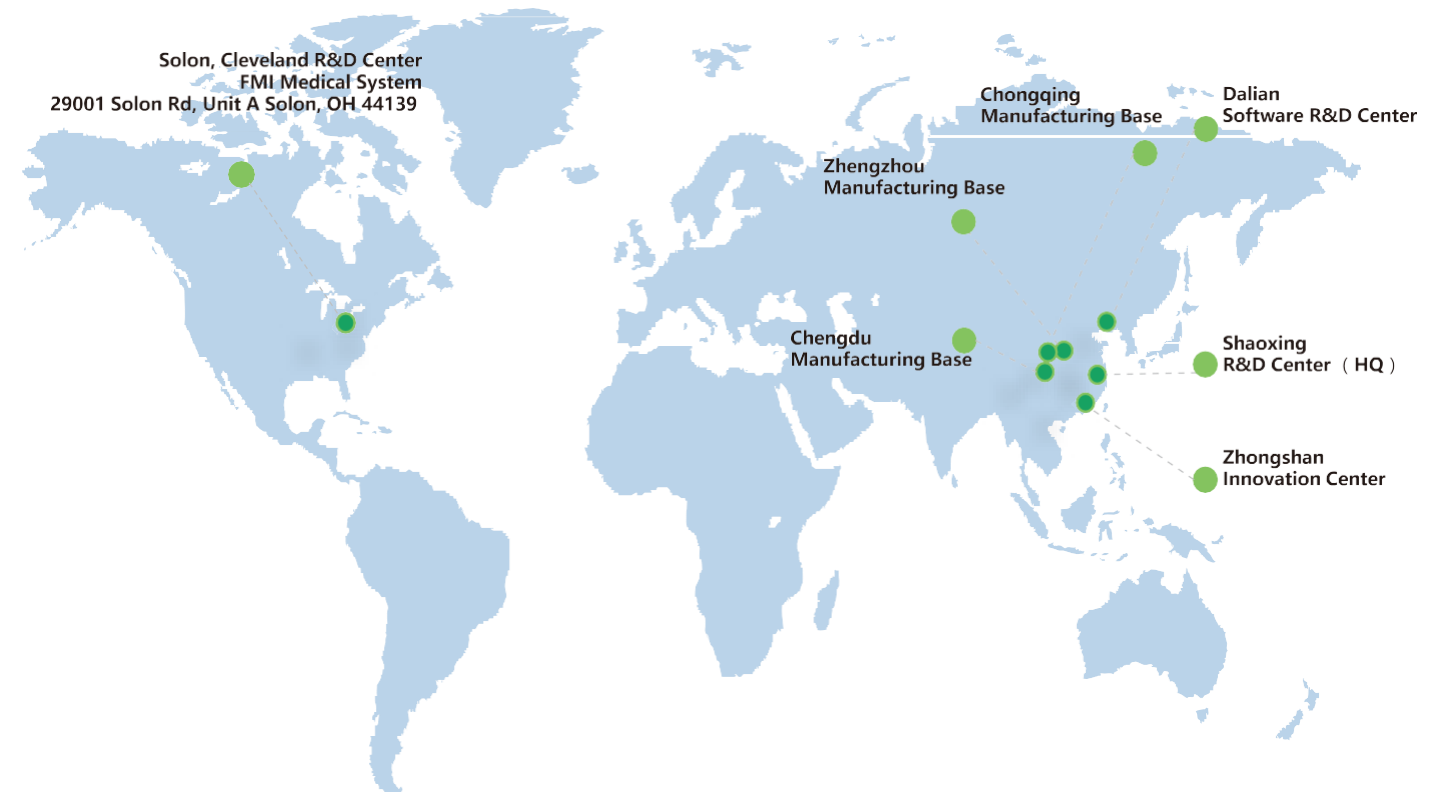 Solon, Cleveland R&D Center
FMI Medical System
29001 Solon Rd, Unit A Solon, OH 44139
Chongqing
Manufacturing Base
Dalian
Software R&D Center
Zhengzhou
Manufacturing Base
Chengdu
Manufacturing Base
Shaoxing
R&D Center （HQ）
Zhongshan
Innovation Center